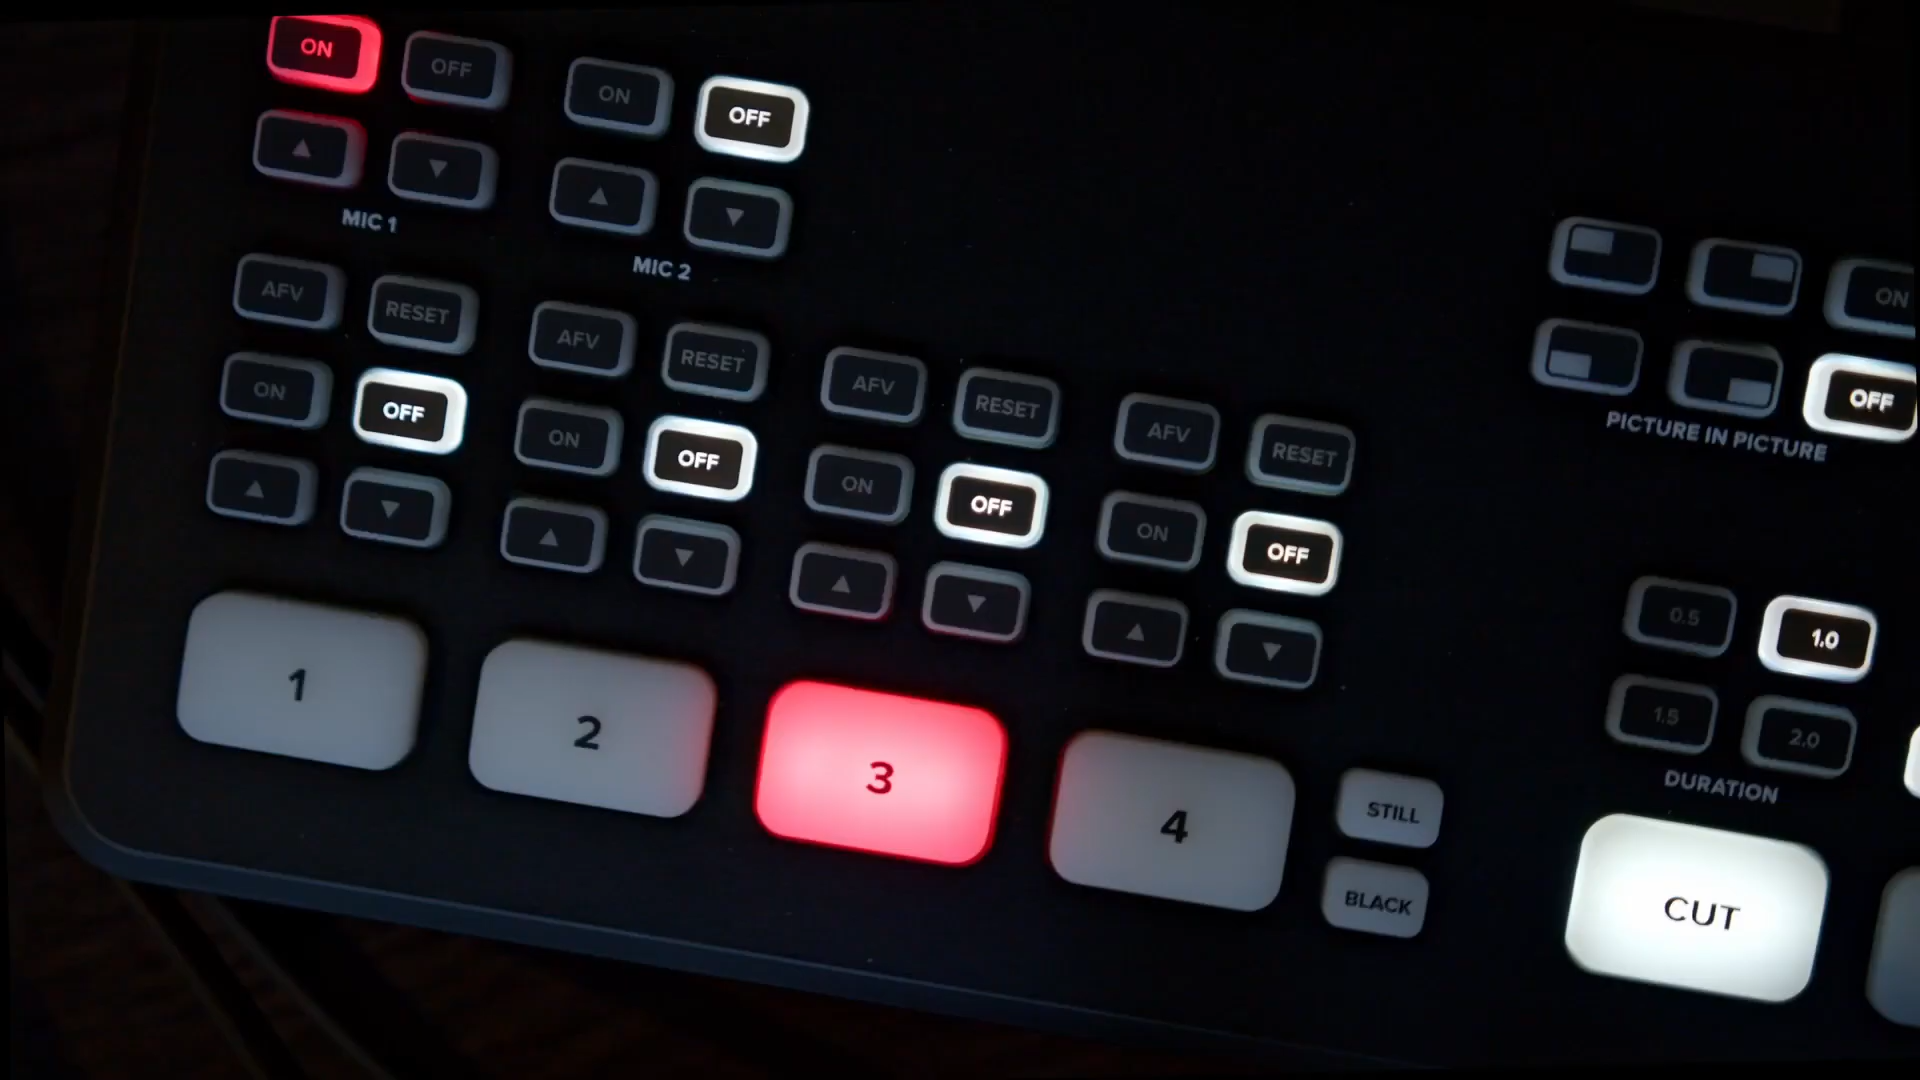 ON OFF ON OFF
MIC 1 MIC 2
AFV RESET AFV RESET AFV RESET AFV RESET
ON OFF ON OFF ON OFF ON OFF
1 2 3 4
STILL
BLACK
ON
OFF
PICTURE IN PICTURE
0.5 1.0
1.5 2.0
DURATION
CUT